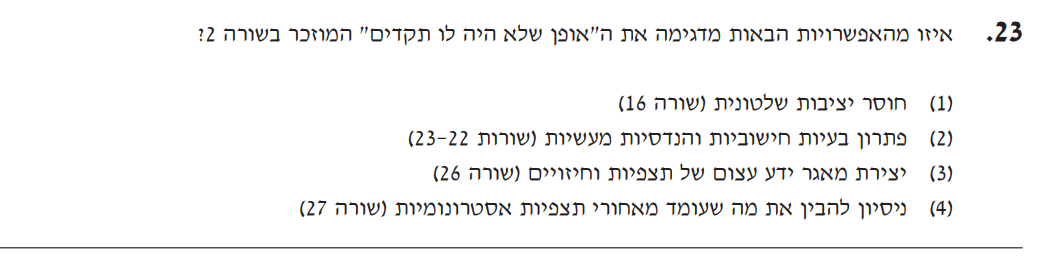 23. איזו מהאפשרויות הבאות מדגימה את ה"אופן שלא היה לו תקדים" המוזכר בשורה 2?
(1) חוסר יציבות שלטונית (שורה 16)
(2) פתרון בעיות חישוביות והנדסיות מעשיות (שורות 22–23)
(3) יצירת מאגר ידע עצום של תצפיות וחיזויים (שורה 26)
(4) ניסיון להבין את מה שעומד מאחורי תצפיות אסטרונומיות (שורה 27)